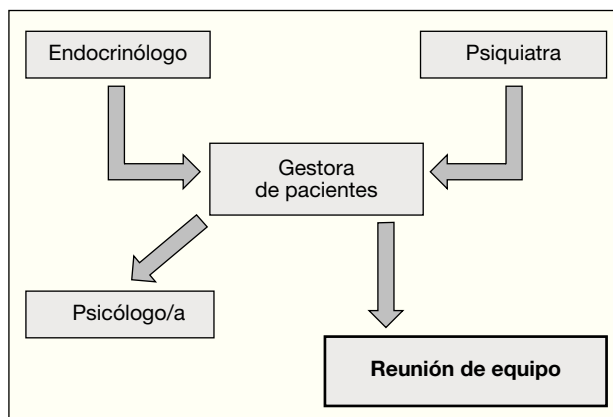 Endocrinólogo
Psiquiatra
Gestora
de pacientes
Psicólogo/a
Reunión de equipo